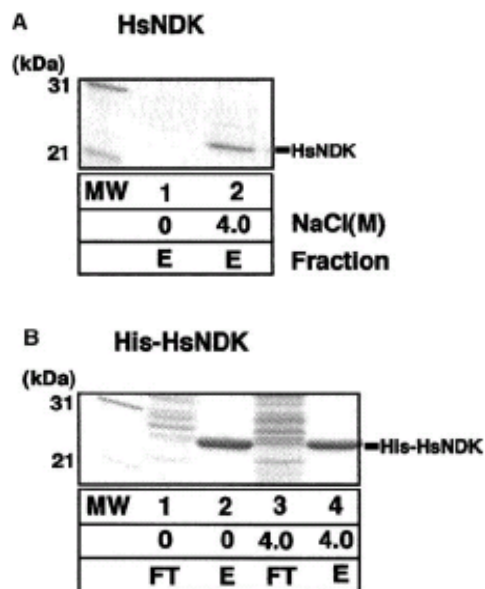 A HsNDK
(kDa)
31
21 HsNDK
MW 1 2
0 4.0 NaCl(M)
E E Fraction
B His-HsNDK
(kDa)
31
21 His-HsNDK
MW 1 2 3 4
0 0 4.0 4.0
FT E FT E